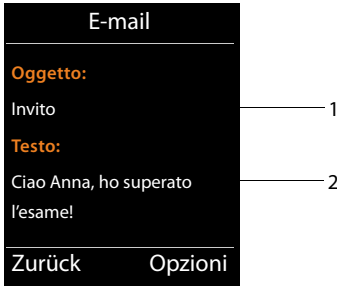 E-mail
Oggetto:
Invito 1
Testo:
Ciao Anna, ho superato 2
l'esame!
Zurück Opzioni